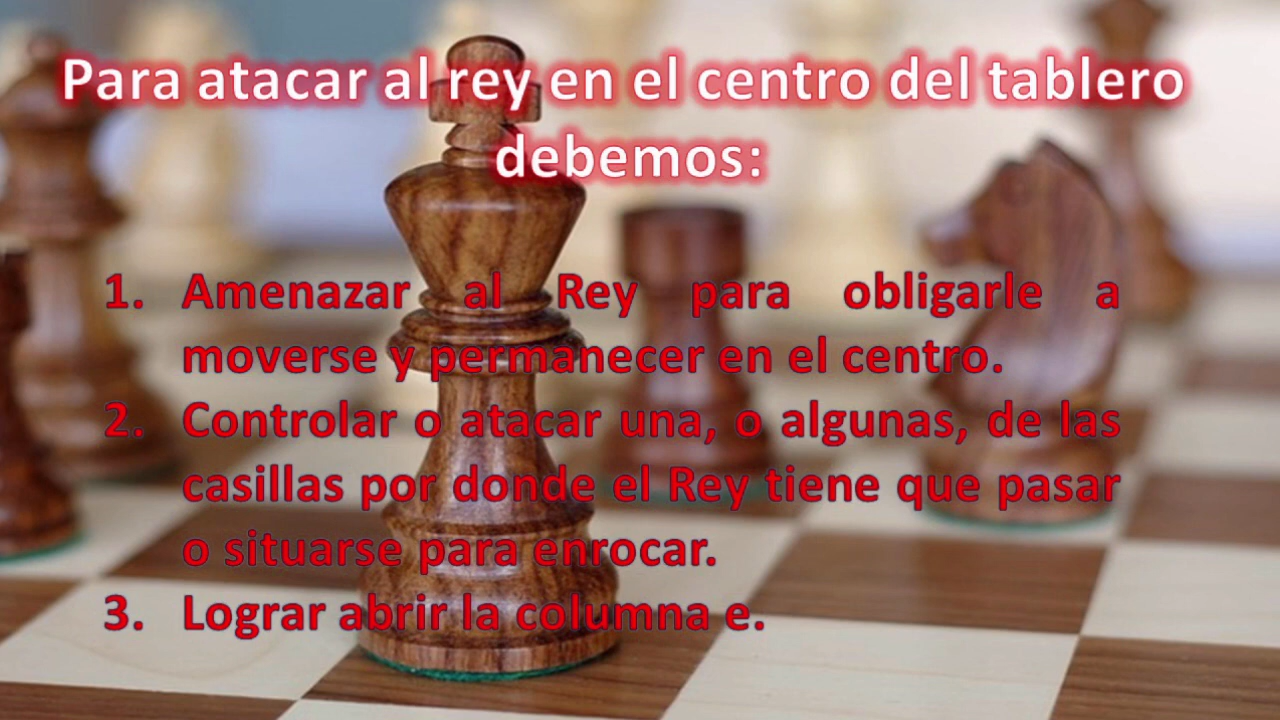 Para atacar al rey en el centro del tablero
debemos:
1. Amenazar al Rey para obligarle a
moverse y permanecer en el centro.
2. Controlar o atacar una, o algunas, de las
casillas por donde el Rey tiene que pasar
o situarse para enrocar.
3. Lograr abrir la columna e.